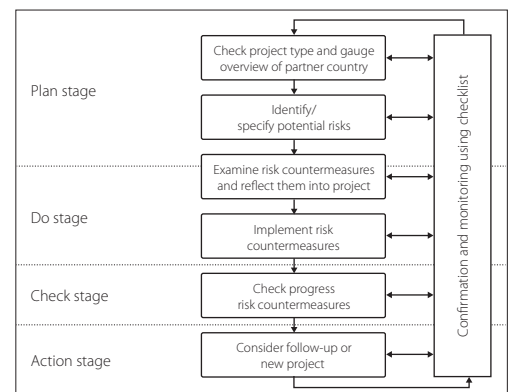 Plan stage
Check project type and gauge
overview of partner country
Identify/
specify potential risks
Examine risk countermeasures
and reflect them into project
Do stage
Implement risk
countermeasures
Check stage
Check progress
risk countermeasures
Action stage
Consider follow-up or
new project
Confirmation and monitoring using checklist